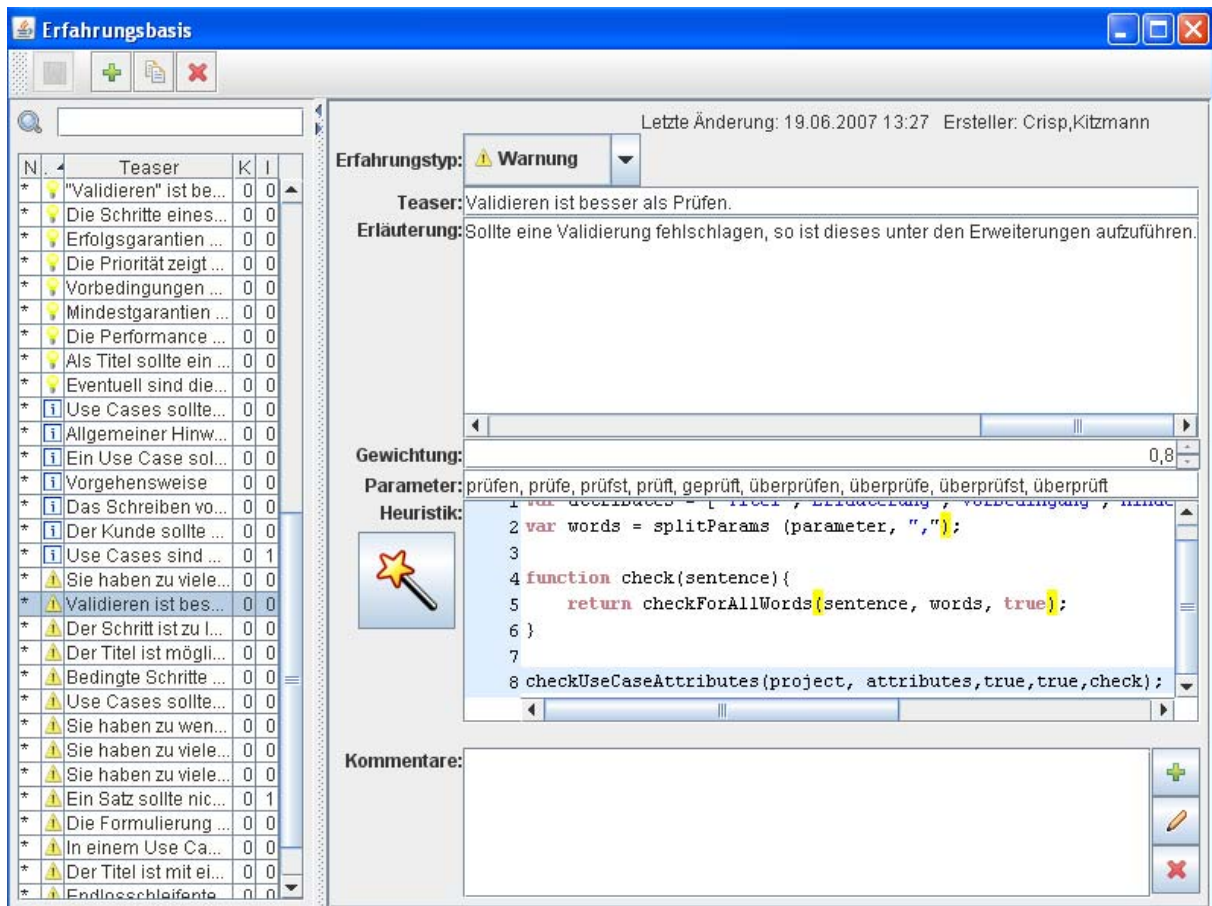 Erfahrungsbasis
N . Teaser K I
* "Validieren" ist be... 0 0
* Die Schritte eines... 0 0
* Erfolgsgarantien ... 0 0
* Die Priorität zeigt ... 0 0
* Vorbedingungen ... 0 0
* Mindestgarantien ... 0 0
* Die Performance ... 0 0
* Als Titel sollte ein ... 0 0
* Eventuell sind die... 0 0
* i Use Cases sollte... 0 0
* i Allgemeiner Hinw... 0 0
* i Ein Use Case sol... 0 0
* i Vorgehensweise 0 0
* i Das Schreiben vo... 0 0
* i Der Kunde sollte ... 0 0
* i Use Cases sind ... 0 1
* Sie haben zu viele... 0 0
* Validieren ist bes... 0 0
* Der Schritt ist zu l... 0 0
* Der Titel ist mögli... 0 0
* Bedingte Schritte ... 0 0
* Use Cases sollte... 0 0
* Sie haben zu wen... 0 0
* Sie haben zu viele... 0 0
* Sie haben zu viele... 0 0
* Ein Satz sollte nic... 0 1
* Die Formulierung ... 0 0
* In einem Use Ca... 0 0
* Der Titel ist mit ei... 0 0
* Endlosschleifente... 0 0
Letzte Änderung: 19.06.2007 13:27 Ersteller: Crisp,Kitzmann
Erfahrungstyp: Warnung
Teaser: Validieren ist besser als Prüfen.
Erläuterung: Sollte eine Validierung fehlschlagen, so ist dieses unter den Erweiterungen aufzuführen.
Gewichtung: 0,8
Parameter: prüfen, prüfe, prüfst, prüft, geprüft, überprüfen, überprüfe, überprüfst, überprüft
Heuristik:
1 var attributes = ["Titel","Erläuterung","Vorbedingung","Minde
2 var words = splitParams (parameter, ",");
3
4 function check(sentence){
5 return checkForAllWords(sentence, words, true);
6 }
7
8 checkUseCaseAttributes(project, attributes,true,true,check);
Kommentare: